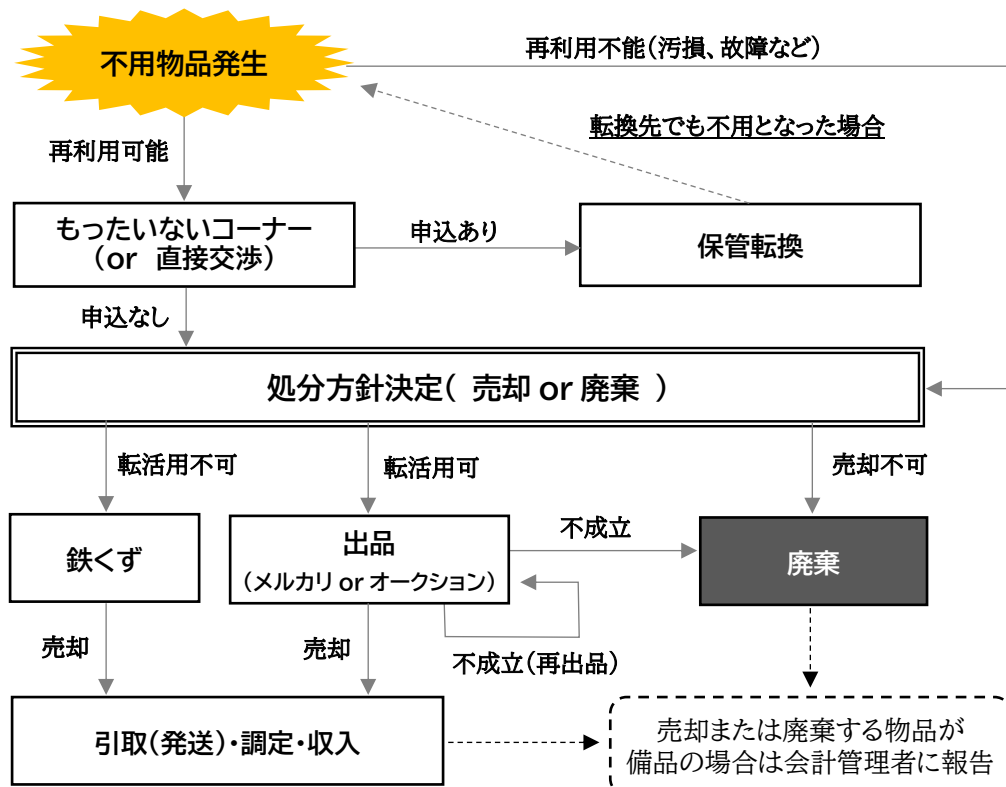 不用物品発生
再利用不能(汚損、故障など)
転換先でも不用となった場合
再利用可能
もったいないコーナー
(or 直接交渉)
申込あり
保管転換
申込なし
処分方針決定( 売却 or 廃棄 )
転活用不可
転活用可
売却不可
鉄くず
出品
(メルカリ or オークション)
不成立
廃棄
売却
売却
不成立(再出品)
引取(発送)・調定・収入
売却または廃棄する物品が
備品の場合は会計管理者に報告